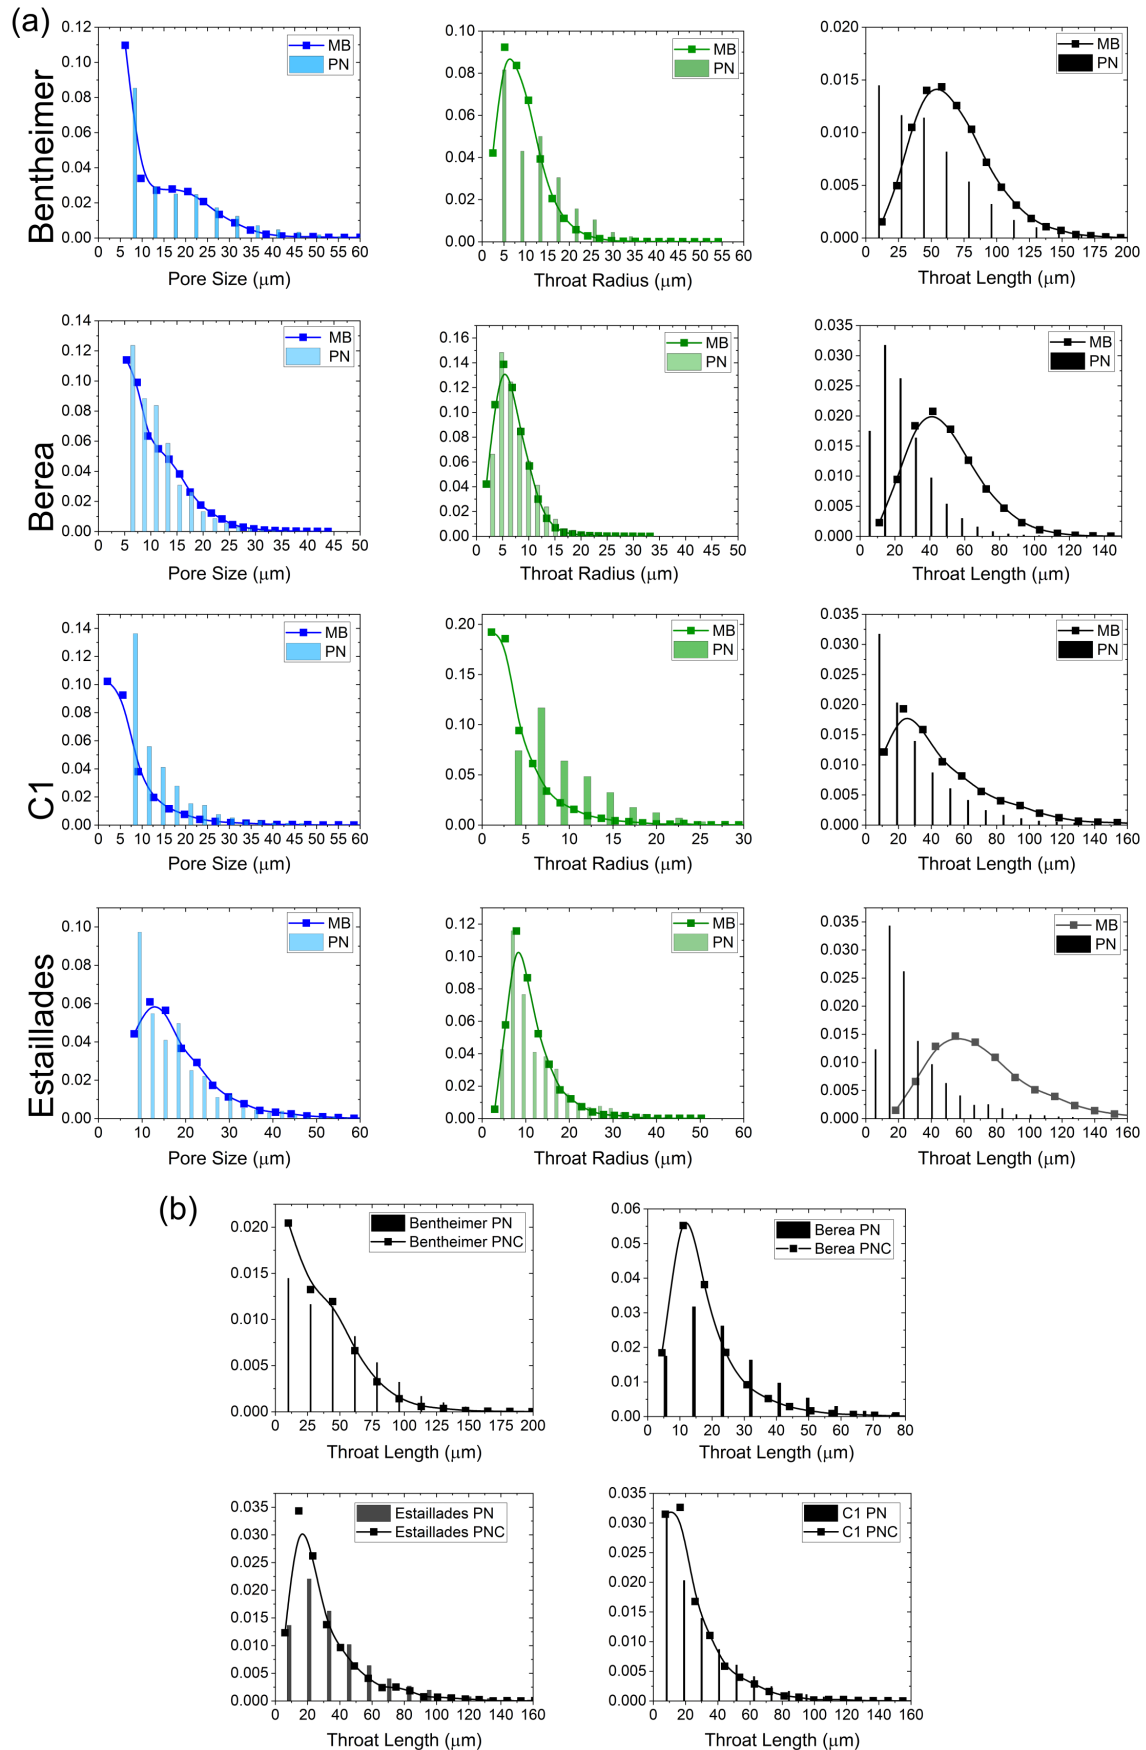 (a)
Bentheimer
0.12
0.10
0.08
0.06
0.04
0.02
0.00
5 10 15 20 25 30 35 40 45 50 55 60
Pore Size (μm)
MB
PN
0.10
0.08
0.06
0.04
0.02
0.00
0 5 10 15 20 25 30 35 40 45 50 55 60
Throat Radius (μm)
MB
PN
0.020
0.015
0.010
0.005
0.000
0 25 50 75 100 125 150 175 200
Throat Length (μm)
MB
PN
Berea
0.14
0.12
0.10
0.08
0.06
0.04
0.02
0.00
0 5 10 15 20 25 30 35 40 45 50
Pore Size (μm)
MB
PN
0.16
0.14
0.12
0.10
0.08
0.06
0.04
0.02
0.00
0 5 10 15 20 25 30 35 40 45 50
Throat Radius (μm)
MB
PN
0.035
0.030
0.025
0.020
0.015
0.010
0.005
0.000
0 20 40 60 80 100 120 140
Throat Length (μm)
MB
PN
C1
0.14
0.12
0.10
0.08
0.06
0.04
0.02
0.00
0 5 10 15 20 25 30 35 40 45 50 55 60
Pore Size (μm)
MB
PN
0.20
0.15
0.10
0.05
0.00
0 5 10 15 20 25 30
Throat Radius (μm)
MB
PN
0.035
0.030
0.025
0.020
0.015
0.010
0.005
0.000
0 20 40 60 80 100 120 140 160
Throat Length (μm)
MB
PN
Estaillades
0.10
0.08
0.06
0.04
0.02
0.00
0 10 20 30 40 50 60
Pore Size (μm)
MB
PN
0.12
0.10
0.08
0.06
0.04
0.02
0.00
0 10 20 30 40 50 60
Throat Radius (μm)
MB
PN
0.035
0.030
0.025
0.020
0.015
0.010
0.005
0.000
0 20 40 60 80 100 120 140 160
Throat Length (μm)
MB
PN
(b)
0.020
0.015
0.010
0.005
0.000
0 25 50 75 100 125 150 175 200
Throat Length (μm)
Bentheimer PN
Bentheimer PNC
0.06
0.05
0.04
0.03
0.02
0.01
0.00
0 10 20 30 40 50 60 70 80
Throat Length (μm)
Berea PN
Berea PNC
0.035
0.030
0.025
0.020
0.015
0.010
0.005
0.000
0 20 40 60 80 100 120 140 160
Throat Length (μm)
Estaillades PN
Estaillades PNC
0.035
0.030
0.025
0.020
0.015
0.010
0.005
0.000
0 20 40 60 80 100 120 140 160
Throat Length (μm)
C1 PN
C1 PNC